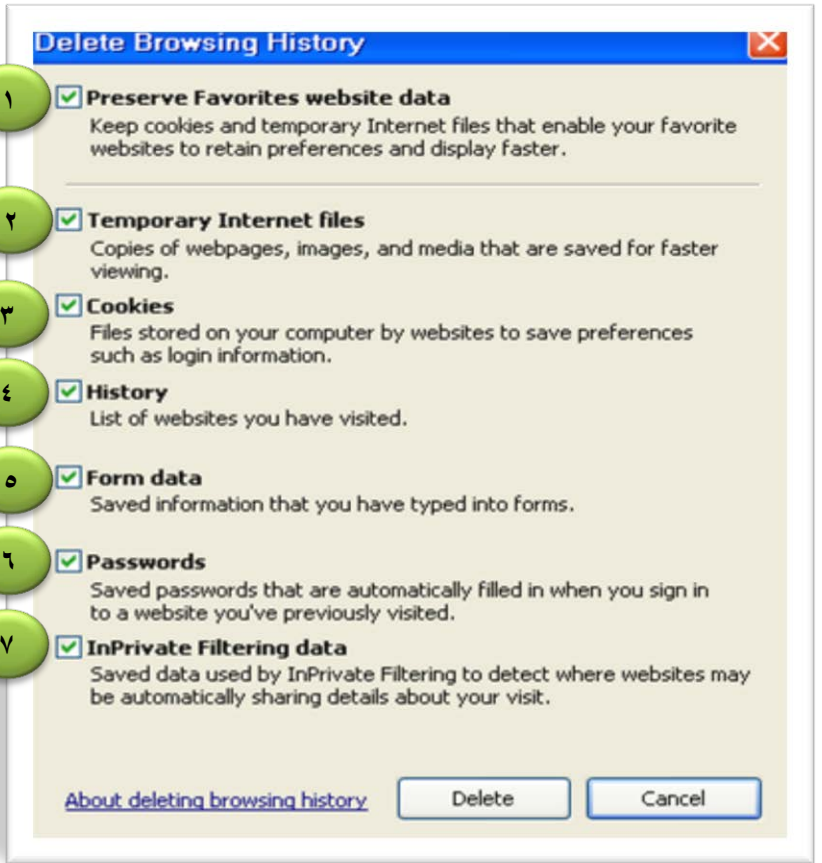 Delete Browsing History
١ Preserve Favorites website data
Keep cookies and temporary Internet files that enable your favorite
websites to retain preferences and display faster.
٢ Temporary Internet files
Copies of webpages, images, and media that are saved for faster
viewing.
٣ Cookies
Files stored on your computer by websites to save preferences
such as login information.
٤ History
List of websites you have visited.
٥ Form data
Saved information that you have typed into forms.
٦ Passwords
Saved passwords that are automatically filled in when you sign in
to a website you've previously visited.
٧ InPrivate Filtering data
Saved data used by InPrivate Filtering to detect where websites may
be automatically sharing details about your visit.
About deleting browsing history Delete Cancel